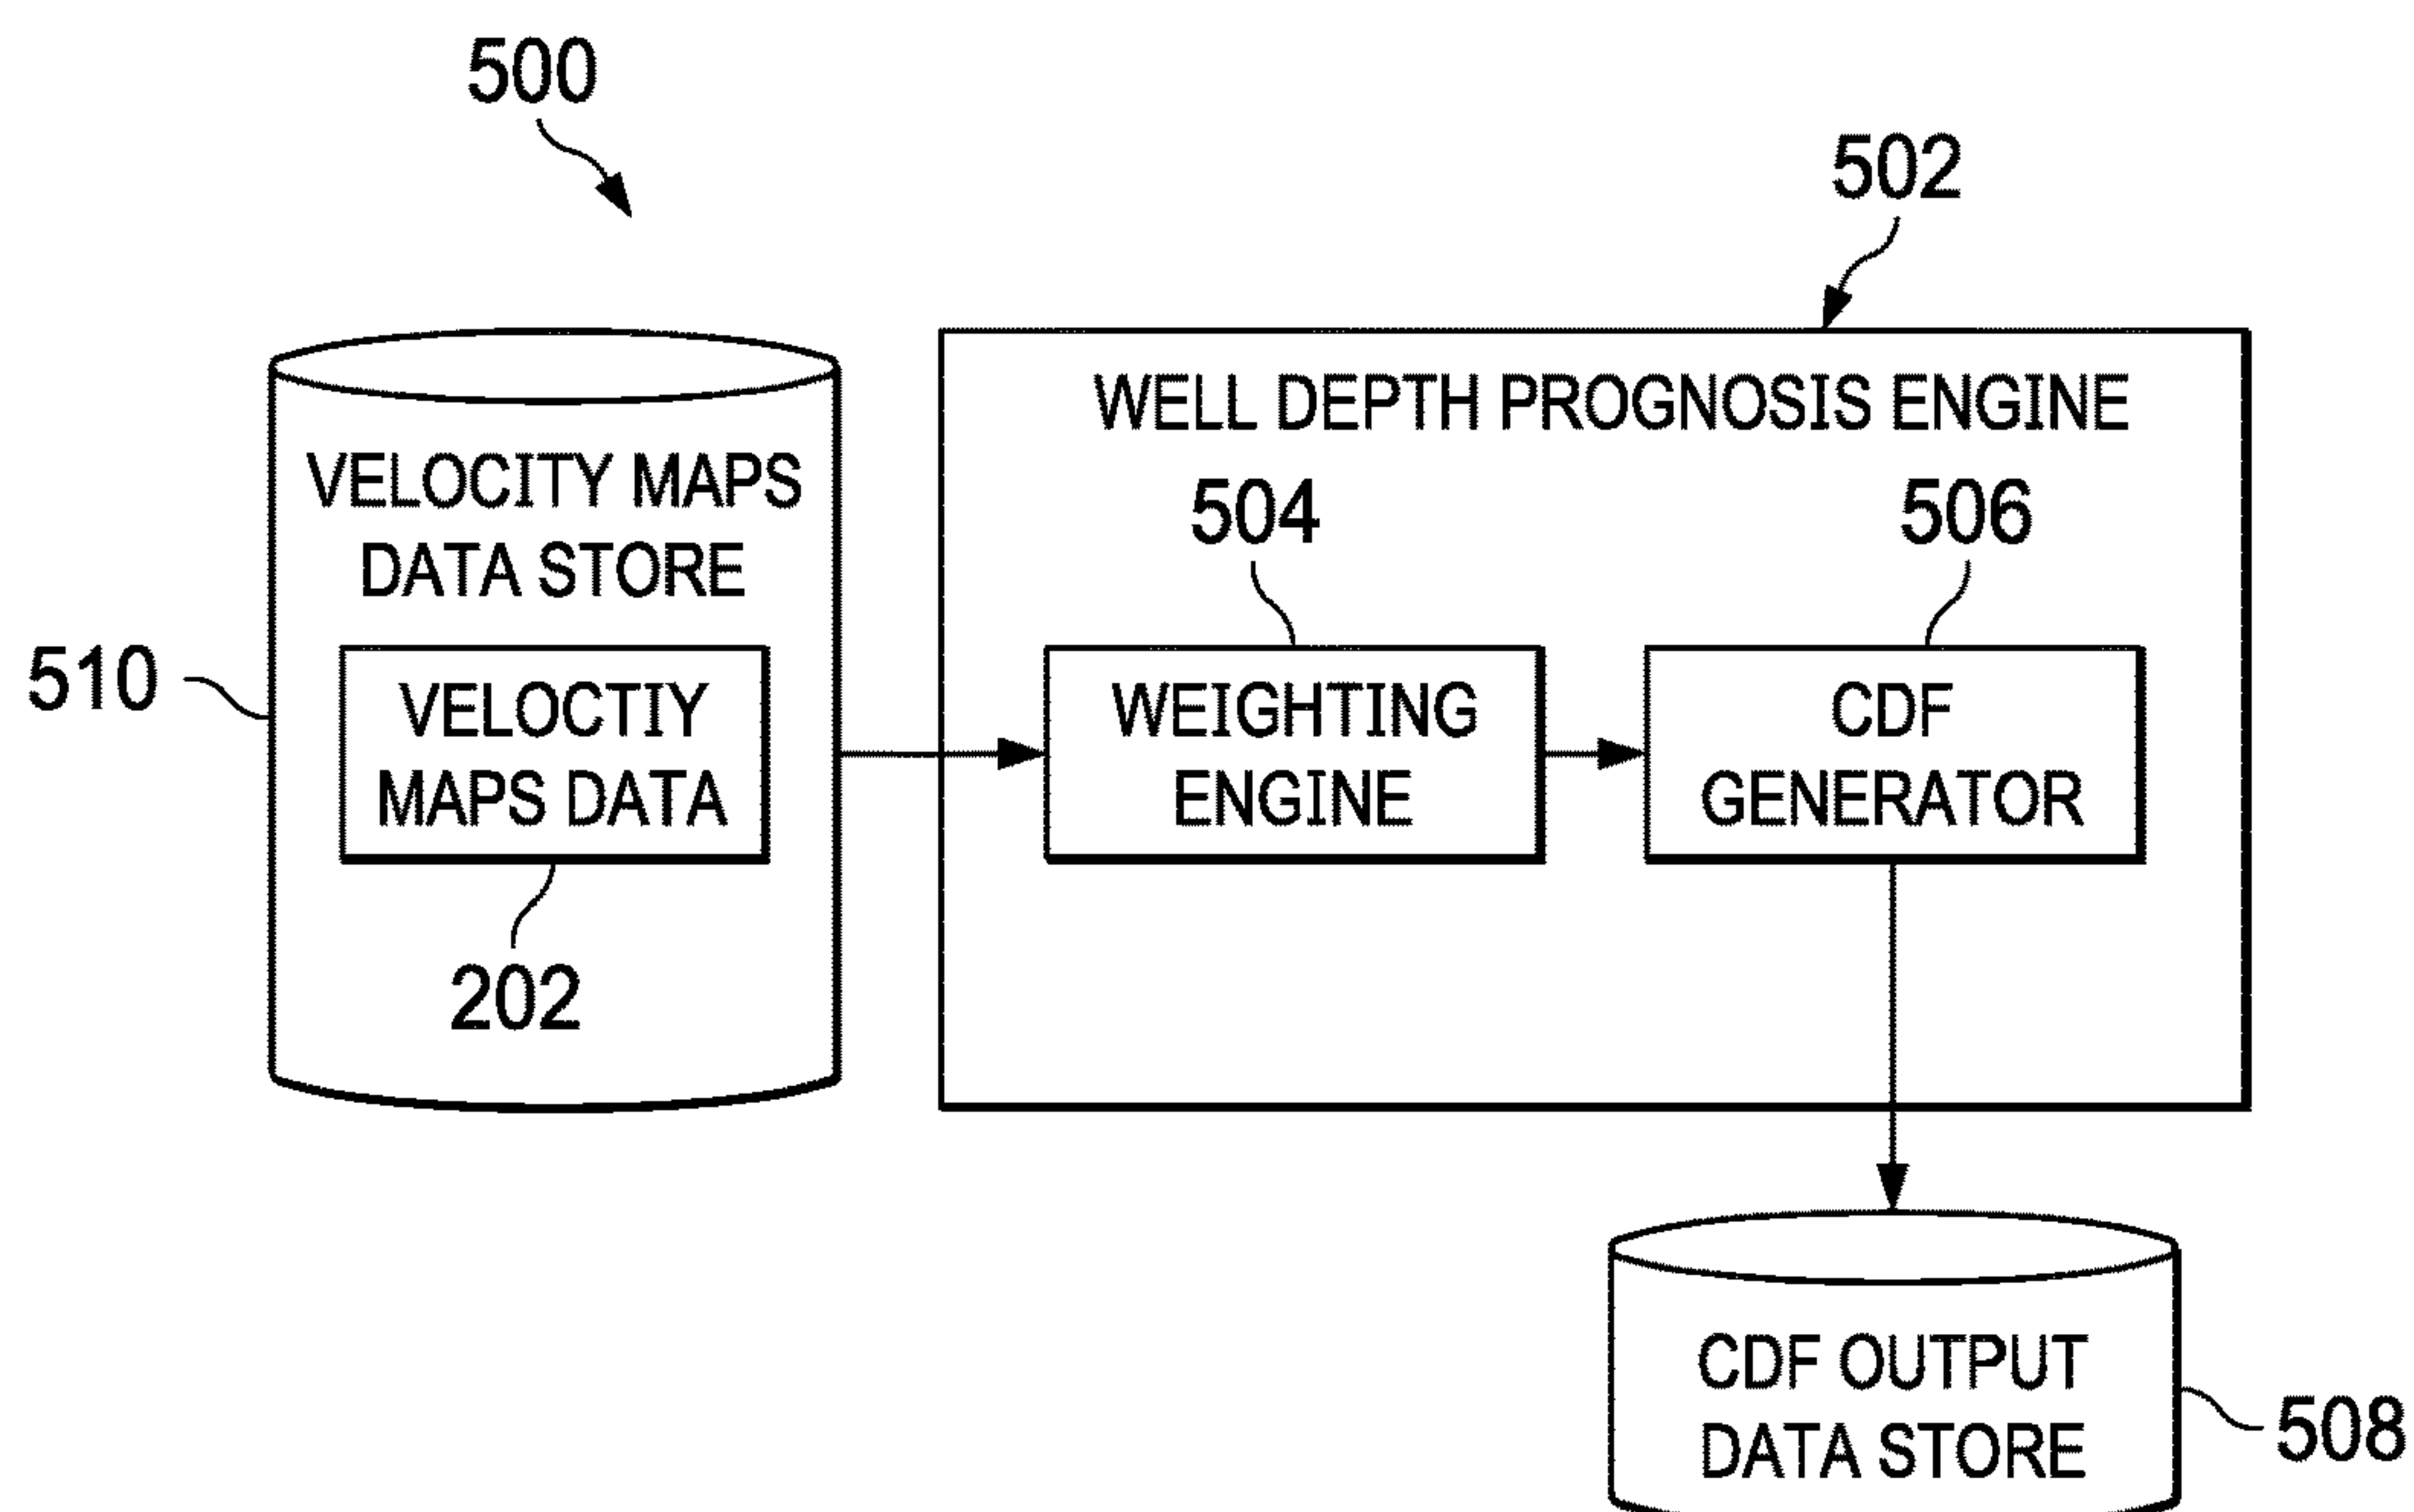 500
502
WELL DEPTH PROGNOSIS ENGINE
VELOCITY MAPS
DATA STORE
504
506
510
VELOCTIY
MAPS DATA
WEIGHTING
ENGINE
CDF
GENERATOR
202
CDF OUTPUT
DATA STORE
508